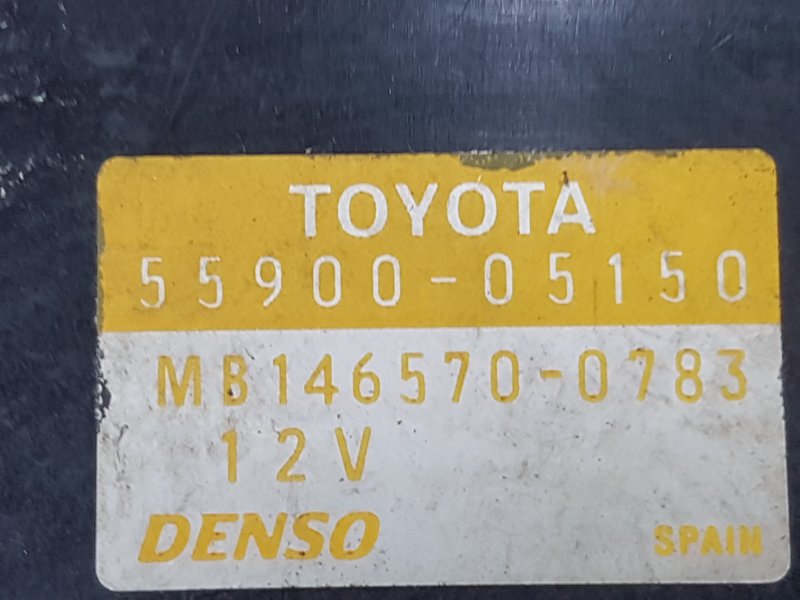 TOYOTA
55900-05150
MB146570-0783
12V
DENSO SPAIN